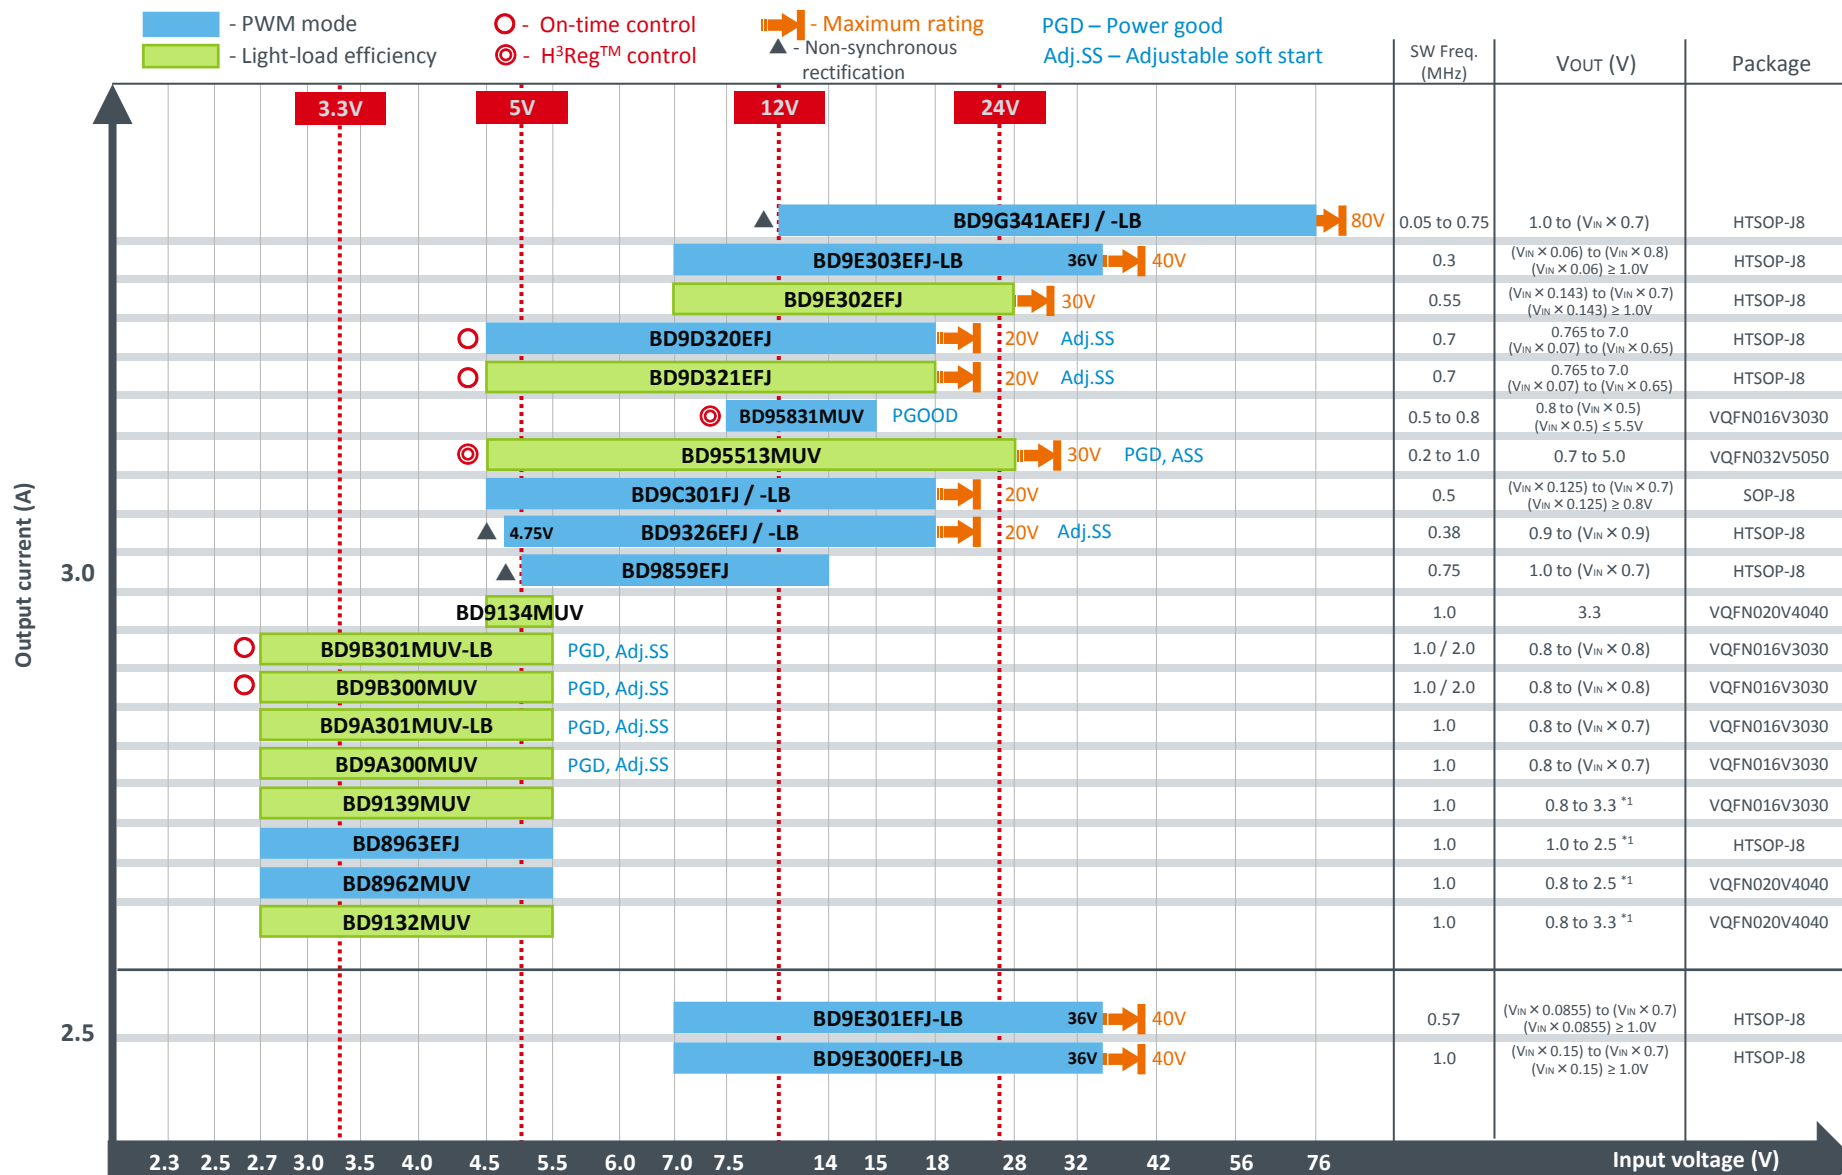 - PWM mode
- On-time control
- Maximum rating
PGD – Power good
- Light-load efficiency
- H³Reg™ control
- Non-synchronous
rectification
Adj.SS – Adjustable soft start
SW Freq.
(MHz)
VOUT (V)
Package
3.3V
5V
12V
24V
BD9G341AEFJ / -LB
80V
0.05 to 0.75
1.0 to (VIN × 0.7)
HTSOP-J8
BD9E303EFJ-LB
36V
40V
0.3
(VIN × 0.06) to (VIN × 0.8)
(VIN × 0.06) ≥ 1.0V
HTSOP-J8
BD9E302EFJ
30V
0.55
(VIN × 0.143) to (VIN × 0.7)
(VIN × 0.143) ≥ 1.0V
HTSOP-J8
BD9D320EFJ
20V
Adj.SS
0.7
0.765 to 7.0
(VIN × 0.07) to (VIN × 0.65)
HTSOP-J8
BD9D321EFJ
20V
Adj.SS
0.7
0.765 to 7.0
(VIN × 0.07) to (VIN × 0.65)
HTSOP-J8
BD95831MUV
PGOOD
0.5 to 0.8
0.8 to (VIN × 0.5)
(VIN × 0.5) ≤ 5.5V
VQFN016V3030
BD95513MUV
30V
PGD, ASS
0.2 to 1.0
0.7 to 5.0
VQFN032V5050
BD9C301FJ / -LB
20V
0.5
(VIN × 0.125) to (VIN × 0.7)
(VIN × 0.125) ≥ 0.8V
SOP-J8
4.75V
BD9326EFJ / -LB
20V
Adj.SS
0.38
0.9 to (VIN × 0.9)
HTSOP-J8
Output current (A)
3.0
BD9859EFJ
0.75
1.0 to (VIN × 0.7)
HTSOP-J8
BD9134MUV
1.0
3.3
VQFN020V4040
BD9B301MUV-LB
PGD, Adj.SS
1.0 / 2.0
0.8 to (VIN × 0.8)
VQFN016V3030
BD9B300MUV
PGD, Adj.SS
1.0 / 2.0
0.8 to (VIN × 0.8)
VQFN016V3030
BD9A301MUV-LB
PGD, Adj.SS
1.0
0.8 to (VIN × 0.7)
VQFN016V3030
BD9A300MUV
PGD, Adj.SS
1.0
0.8 to (VIN × 0.7)
VQFN016V3030
BD9139MUV
1.0
0.8 to 3.3 *1
VQFN016V3030
BD8963EFJ
1.0
1.0 to 2.5 *1
HTSOP-J8
BD8962MUV
1.0
0.8 to 2.5 *1
VQFN020V4040
BD9132MUV
1.0
0.8 to 3.3 *1
VQFN020V4040
2.5
BD9E301EFJ-LB
36V
40V
0.57
(VIN × 0.0855) to (VIN × 0.7)
(VIN × 0.0855) ≥ 1.0V
HTSOP-J8
BD9E300EFJ-LB
36V
40V
1.0
(VIN × 0.15) to (VIN × 0.7)
(VIN × 0.15) ≥ 1.0V
HTSOP-J8
2.3 2.5 2.7 3.0 3.5 4.0 4.5 5.5 6.0 7.0 7.5 14 15 18 28 32 42 56 76
Input voltage (V)